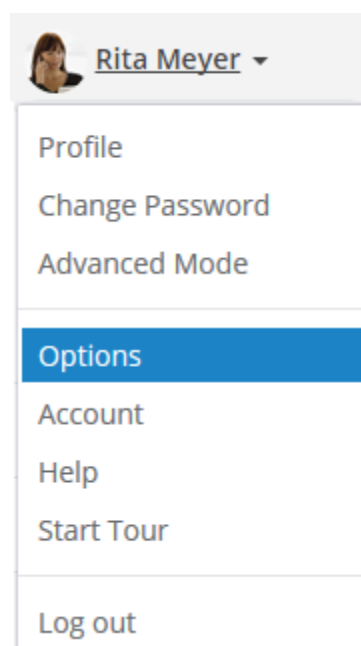 Rita Meyer
Profile
Change Password
Advanced Mode
Options
Account
Help
Start Tour
Log out